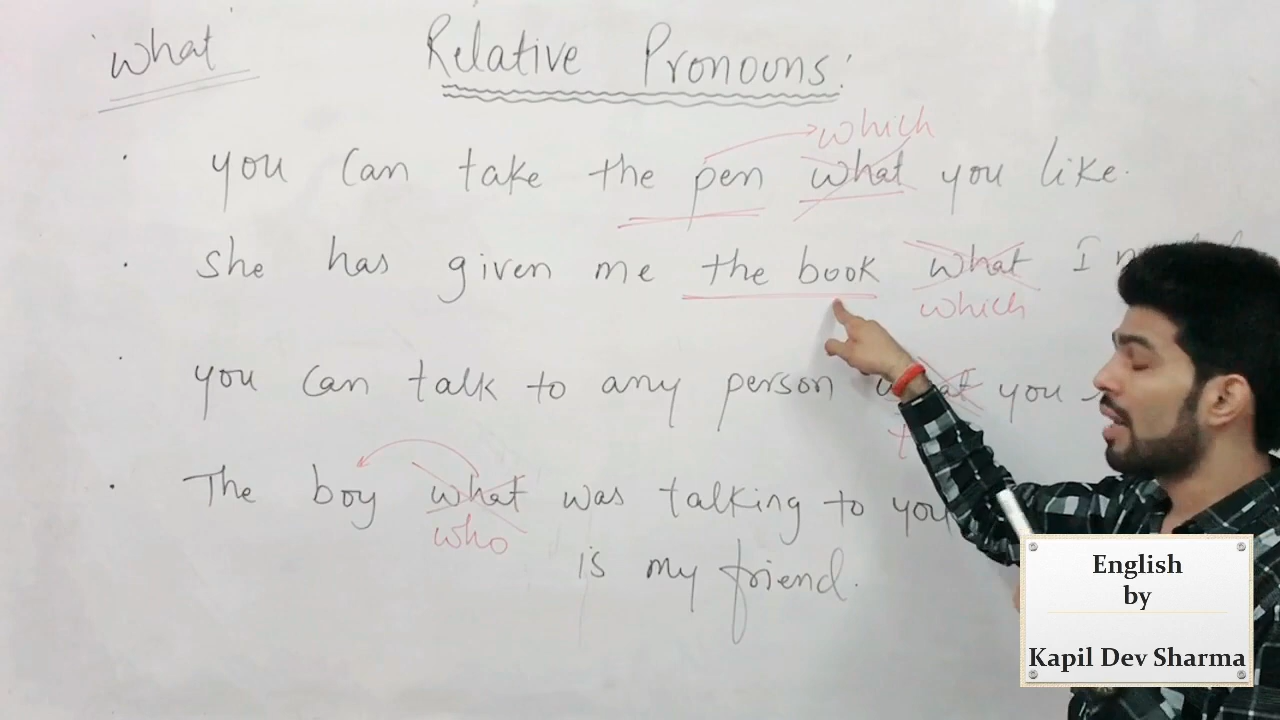 'what' Relative Pronouns:
which
· you can take the pen what you like.
· She has given me the book what I
which
· you can talk to any person what you
· The boy what was talking to you
who
is my friend.
English
by
Kapil Dev Sharma